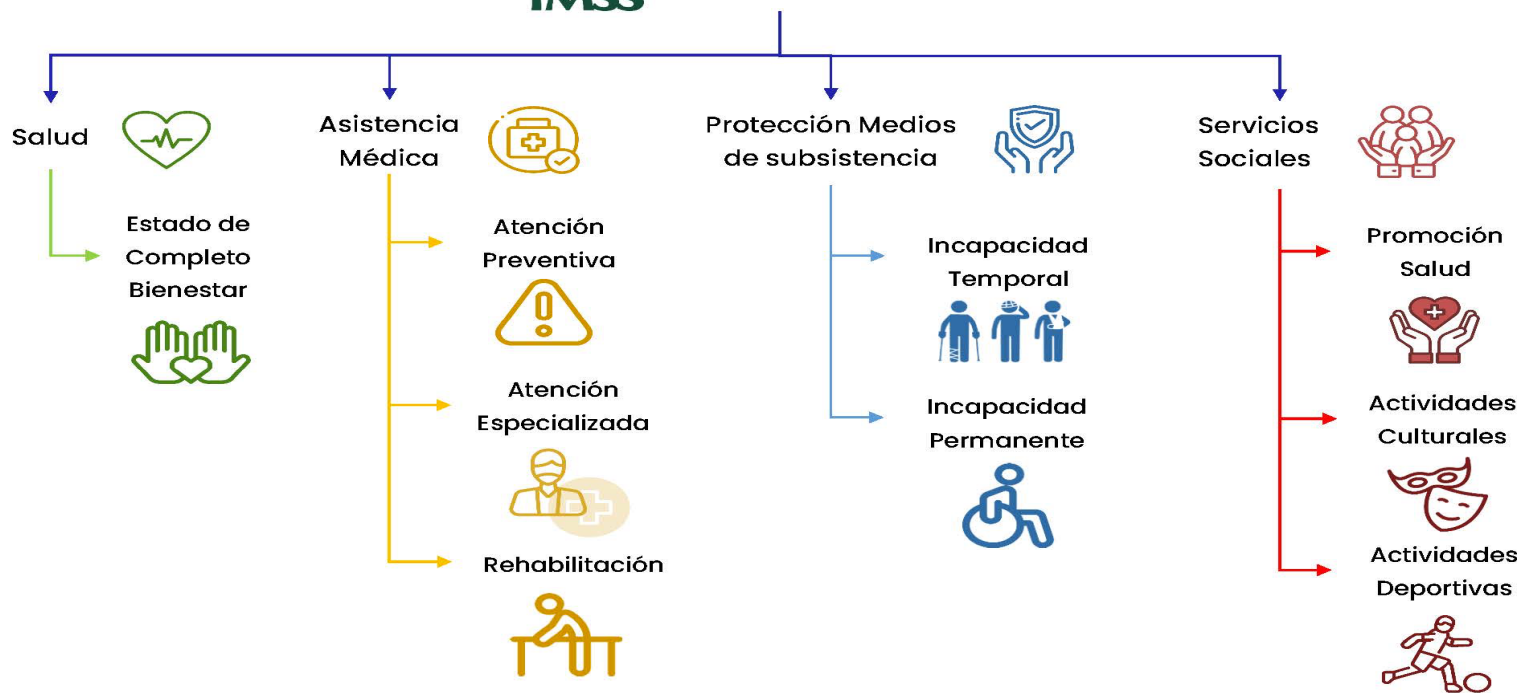 IMSS
Salud
Asistencia
Médica
Protección Medios
de subsistencia
Servicios
Sociales
Estado de
Completo
Bienestar
Atención
Preventiva
Atención
Especializada
Rehabilitación
Incapacidad
Temporal
Incapacidad
Permanente
Promoción
Salud
Actividades
Culturales
Actividades
Deportivas